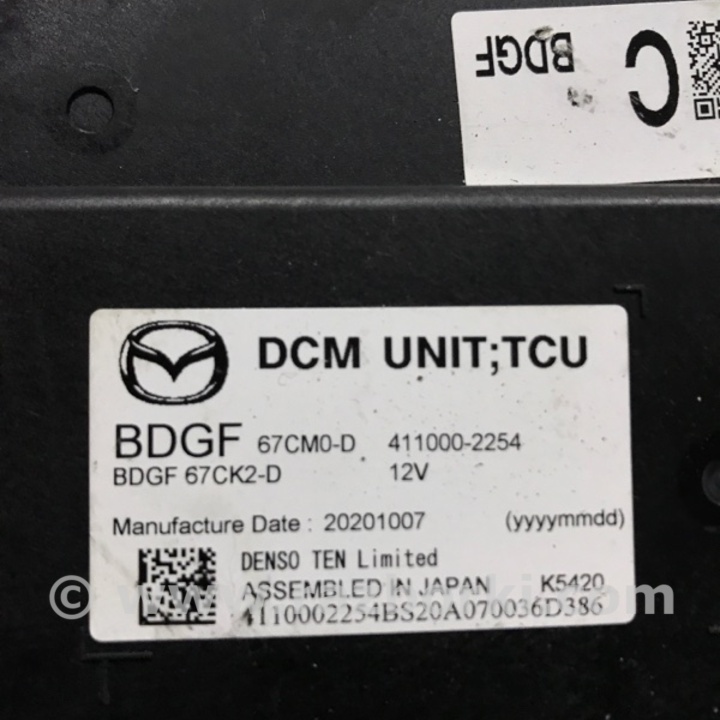 BDGF C
DCM UNIT;TCU
BDGF 67CM0-D 411000-2254
BDGF 67CK2-D 12V
Manufacture Date : 20201007 (yyyymmdd)
DENSO TEN Limited
ASSEMBLED IN JAPAN K5420
4110002254BS20A070036D386